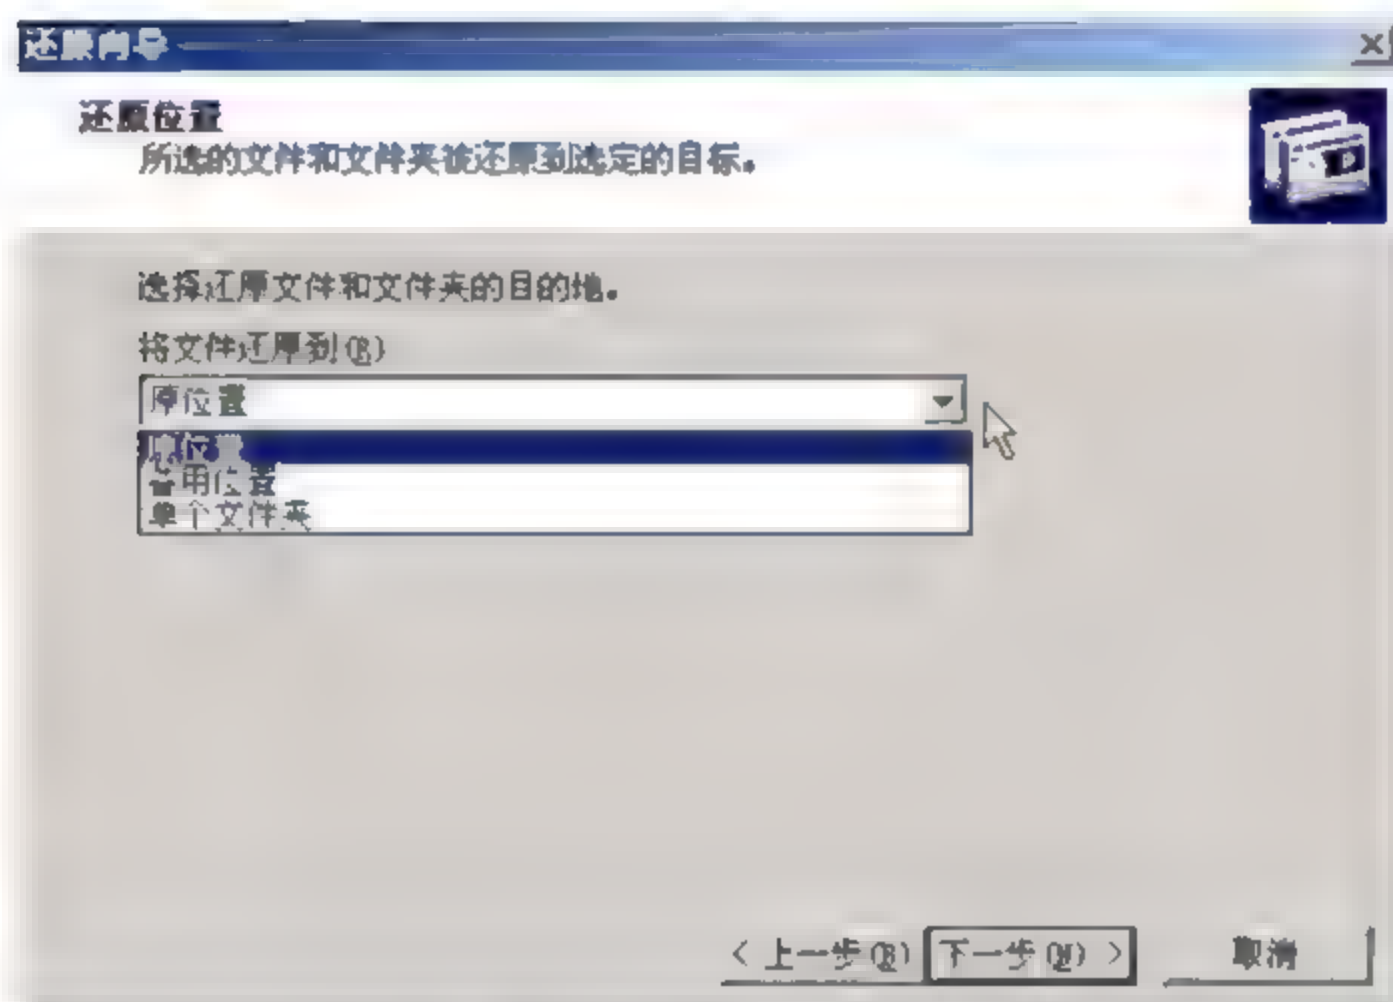 还原向导
还原位置
所选的文件和文件夹被还原到选定的目标。
选择还原文件和文件夹的目的地。
将文件还原到(R)
原位置
原位置
备用位置
单个文件夹
< 上一步(B)
下一步(N) >
取消